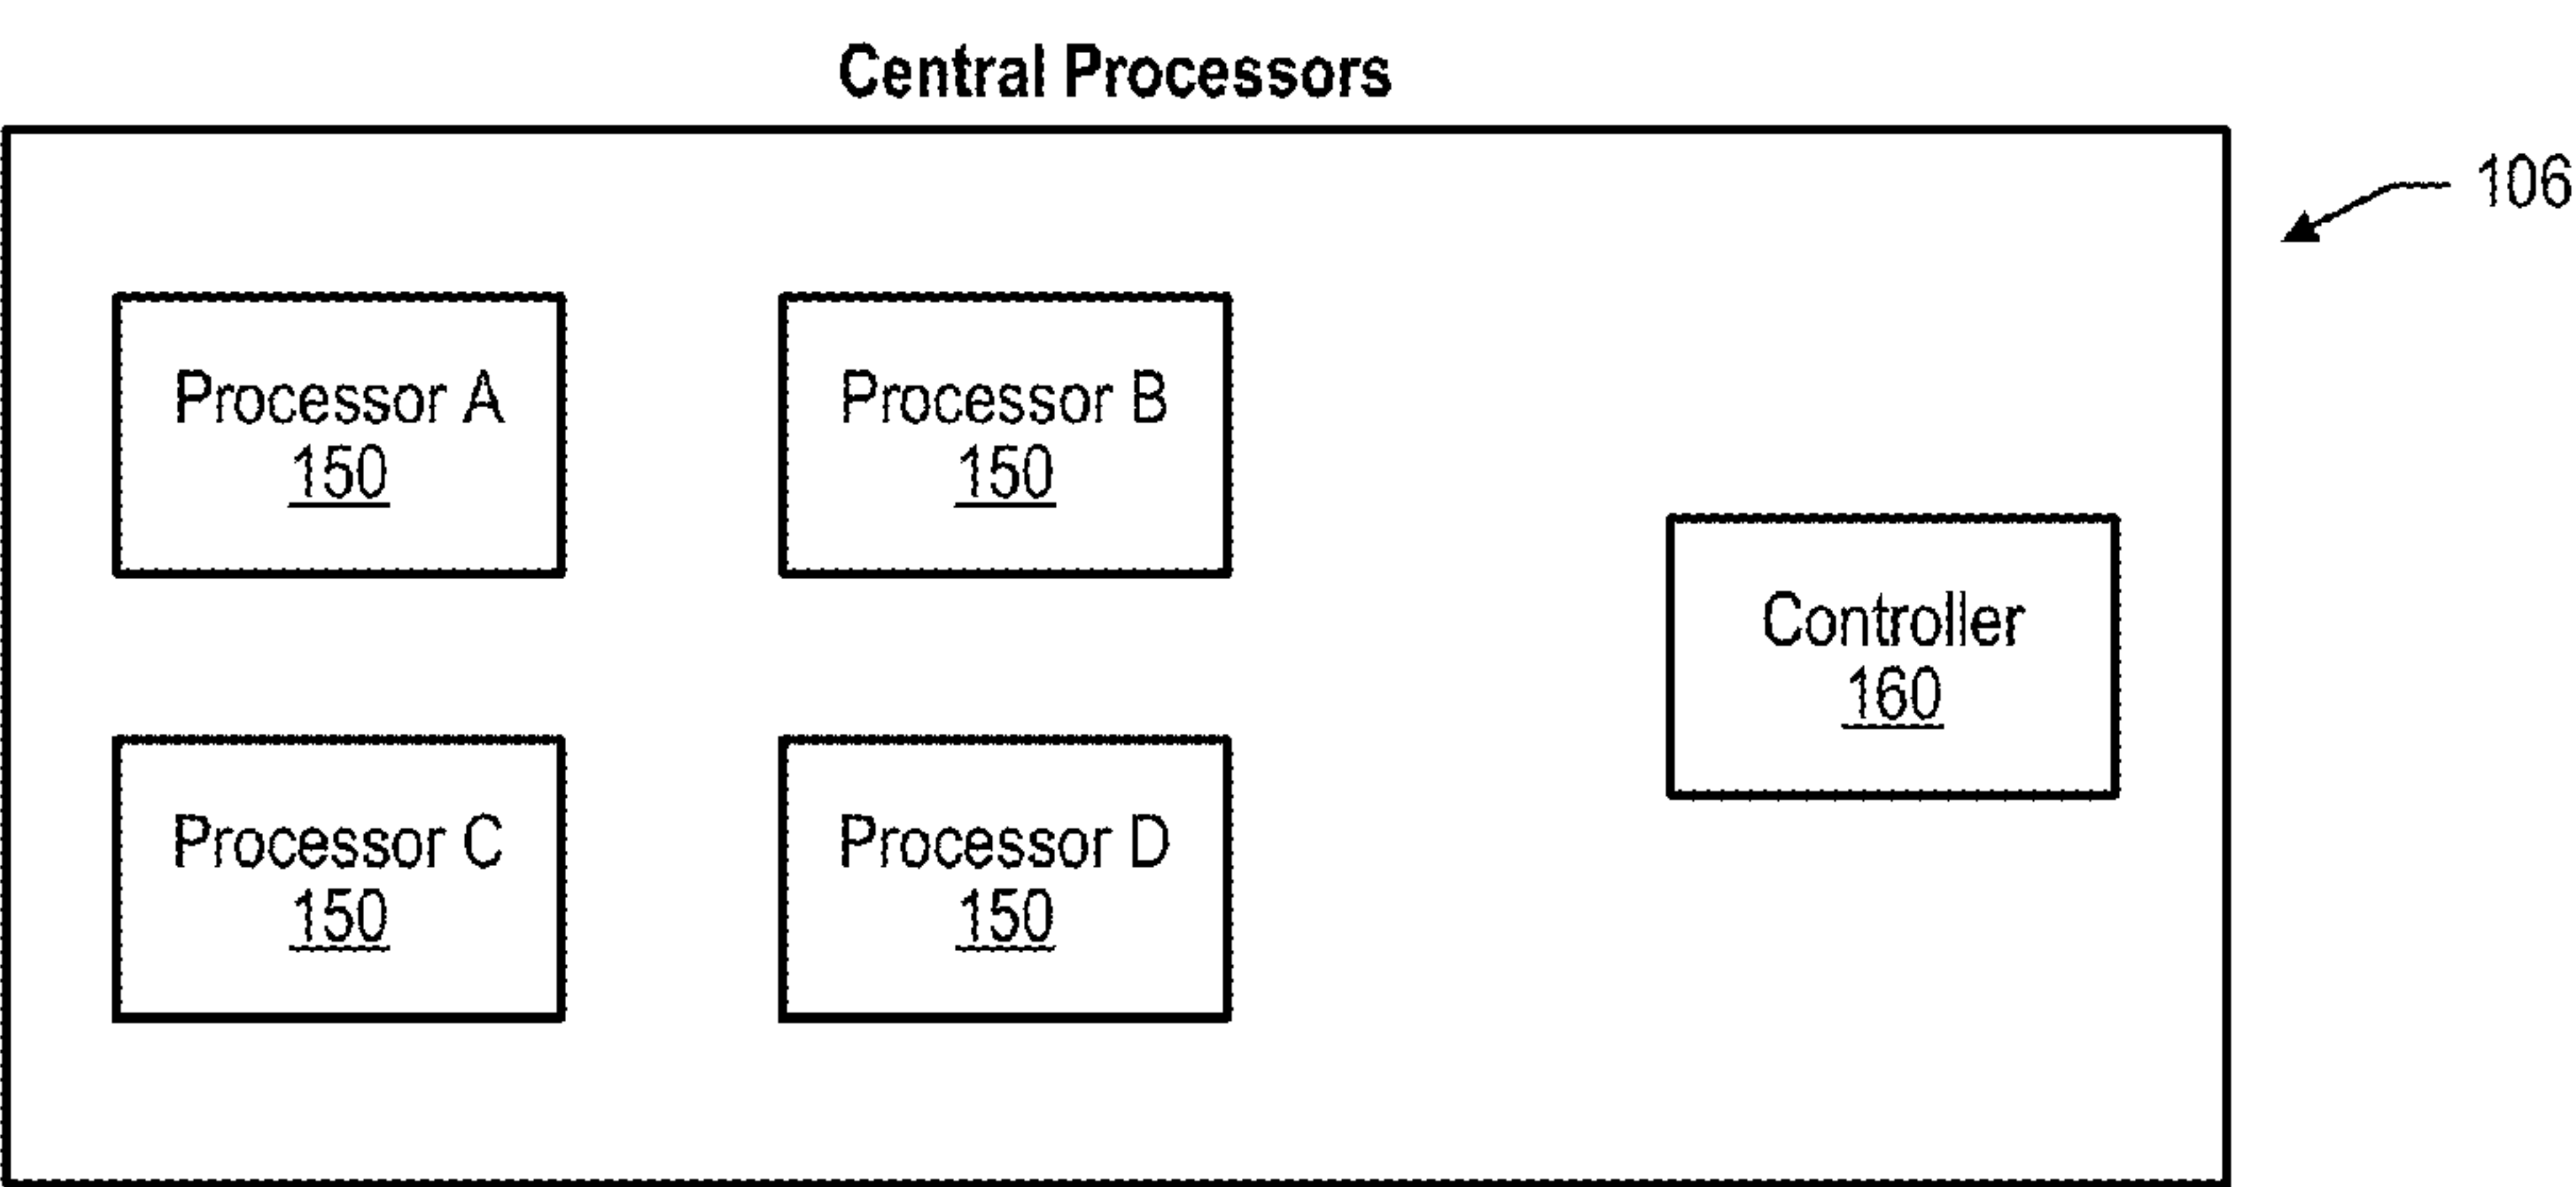 Central Processors
106
Processor A
150
Processor B
150
Controller
160
Processor C
150
Processor D
150